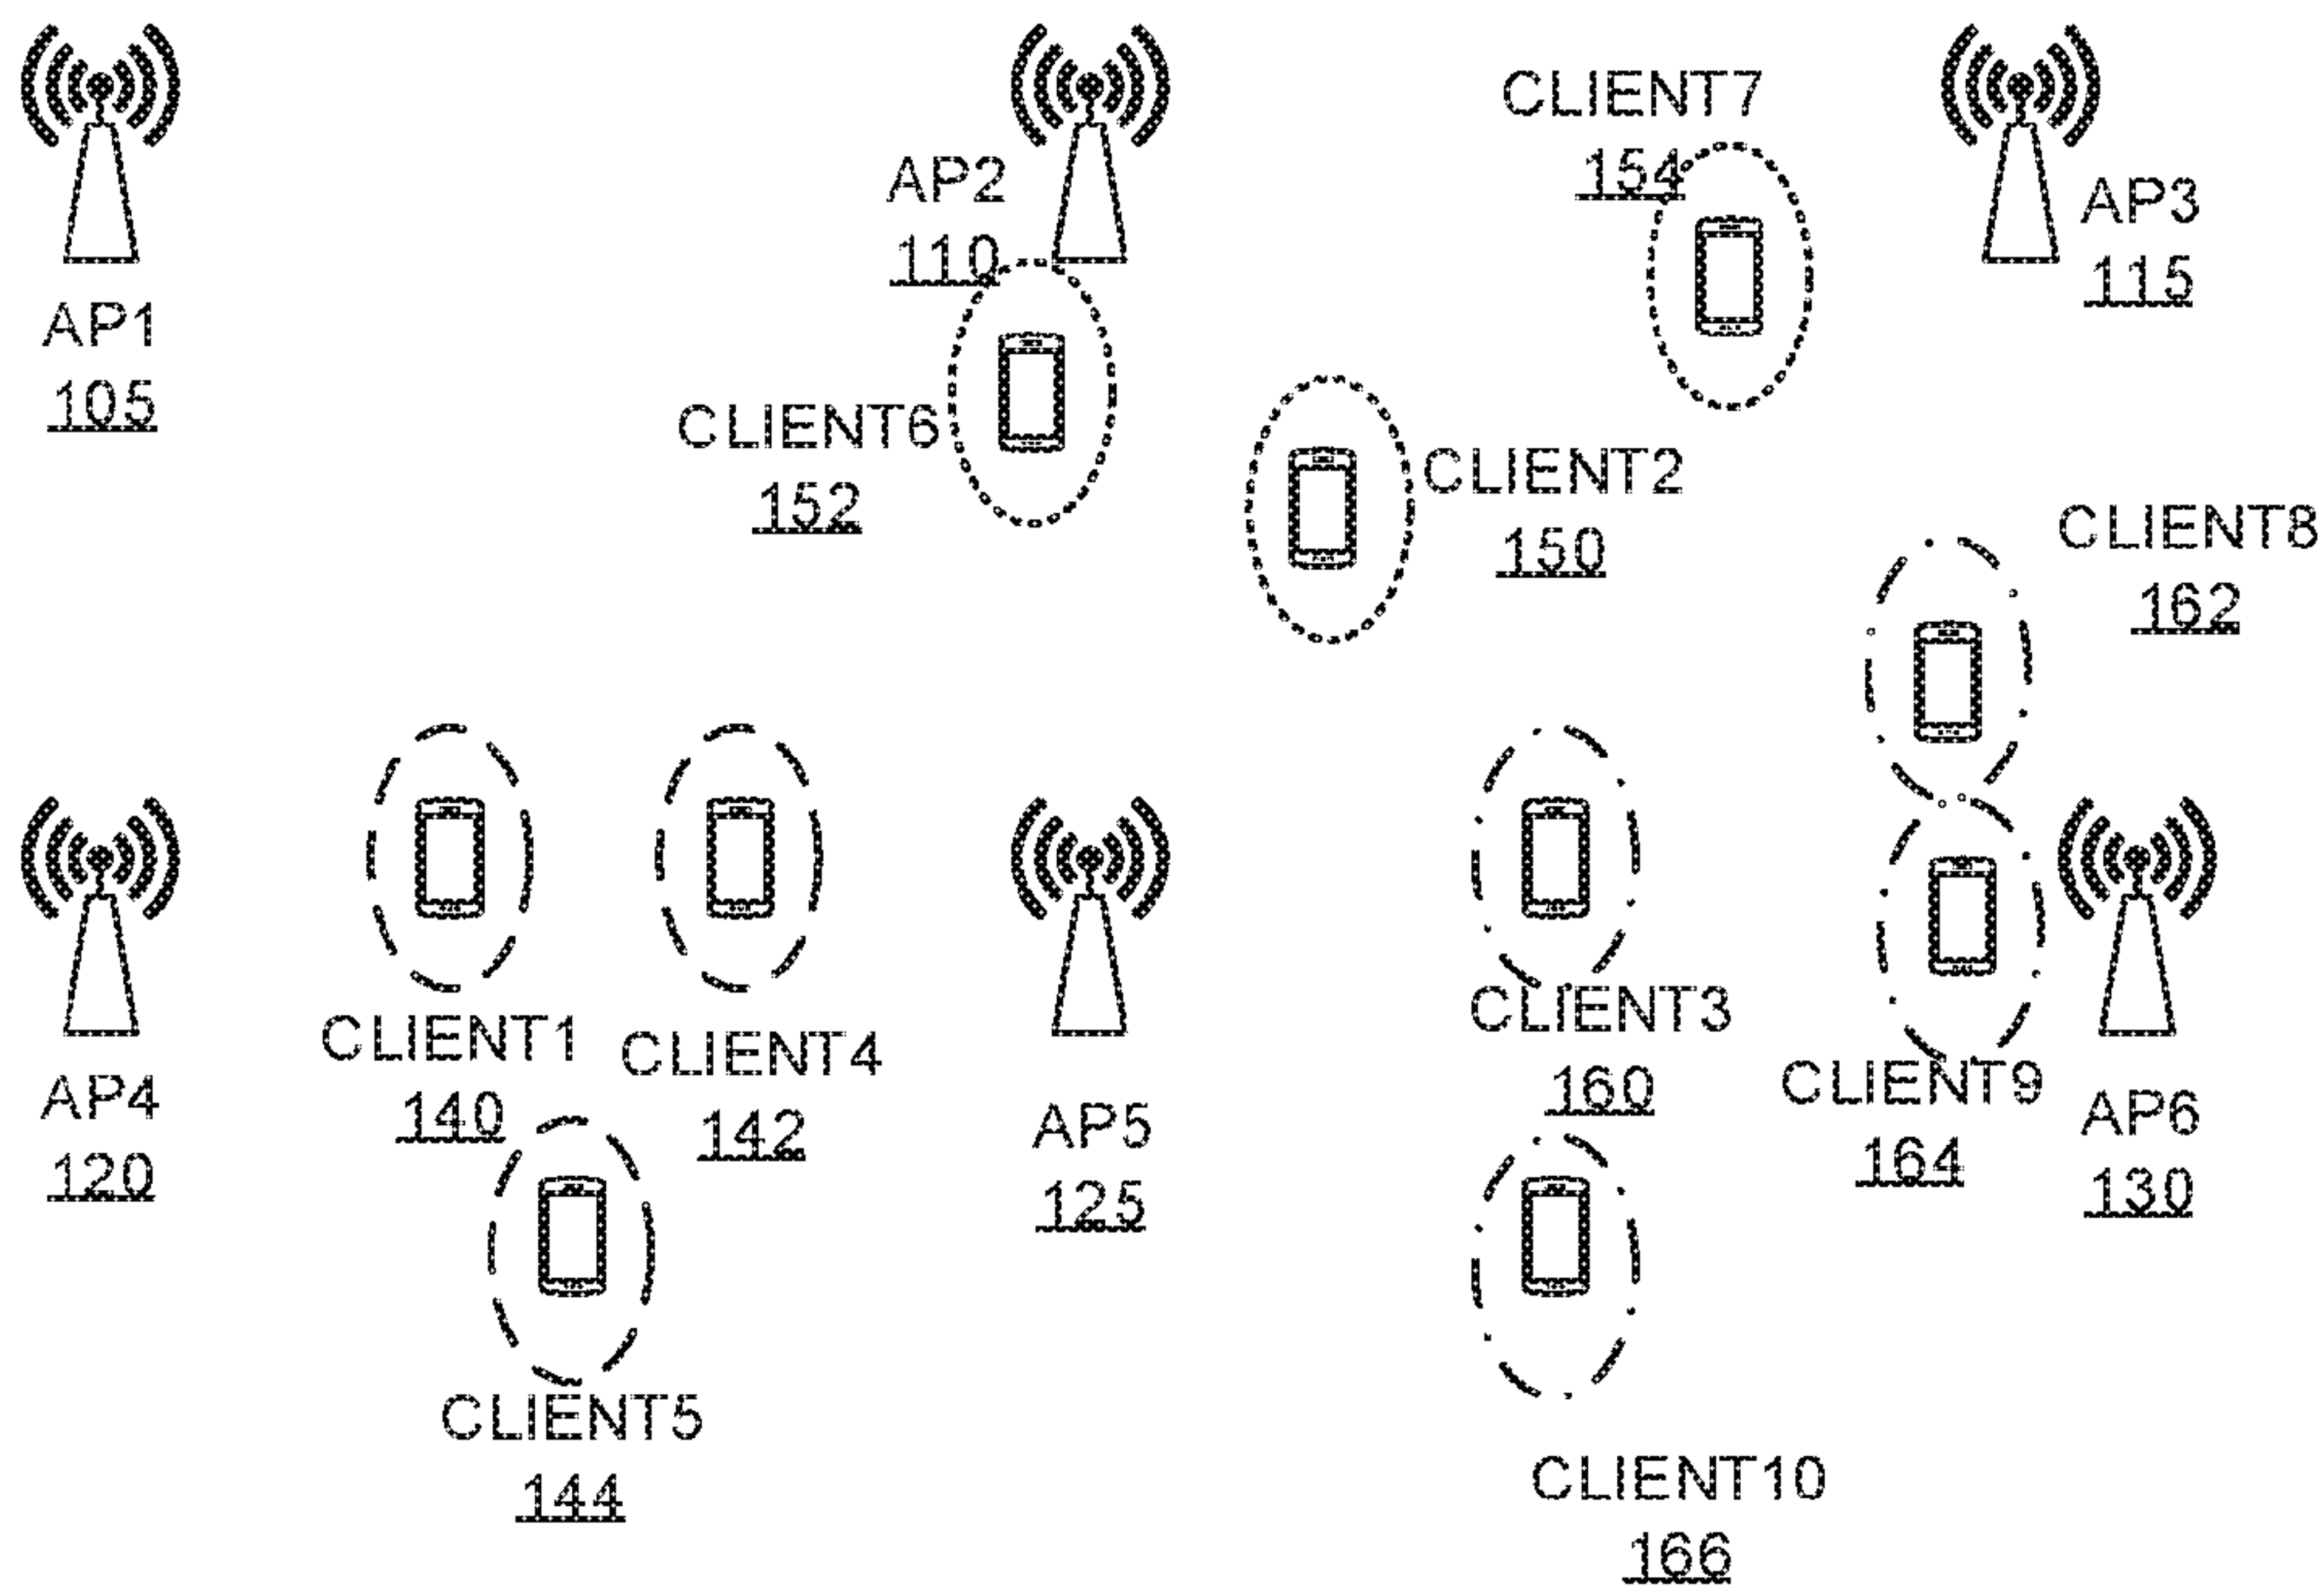 CLIENT7
154
AP2
110
AP3
115
AP1
105
CLIENT6
152
CLIENT2
150
CLIENT8
162
CLIENT1
140
CLIENT4
142
CLIENT3
160
CLIENT9
164
AP4
120
AP5
125
AP6
130
CLIENT5
144
CLIENT10
166